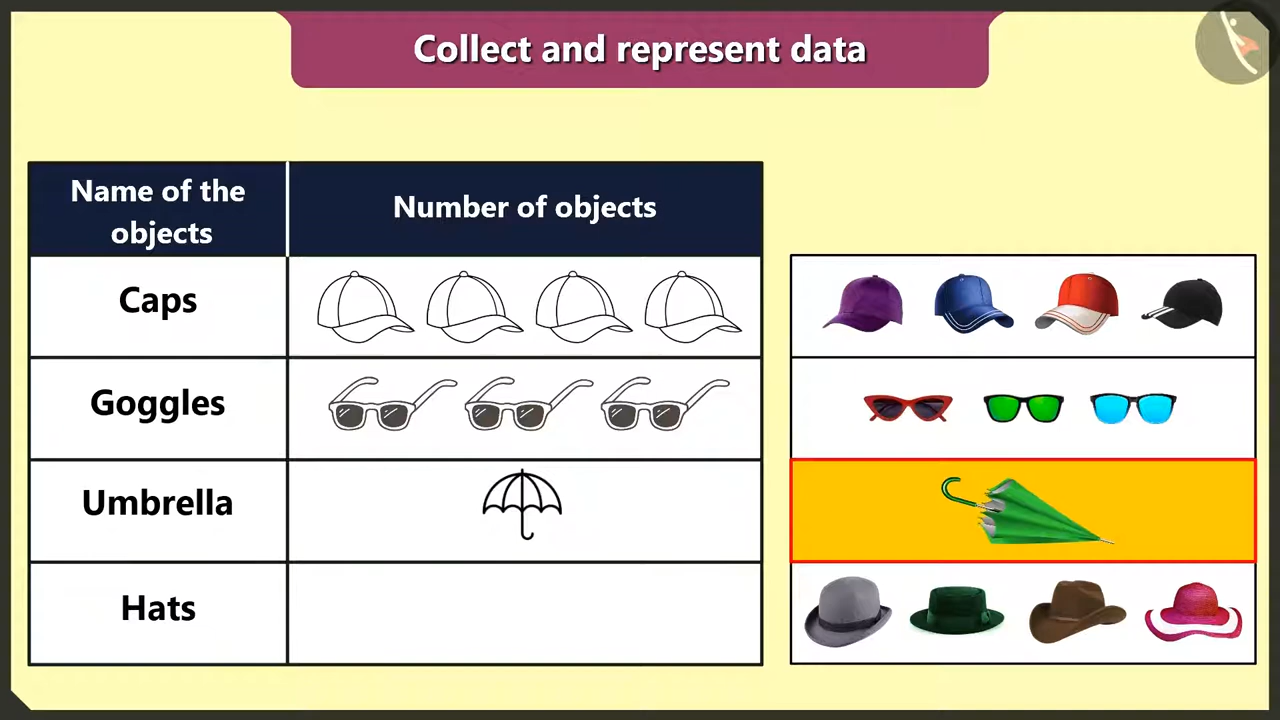 Collect and represent data
Name of the
objects
Number of objects
Caps
Goggles
Umbrella
Hats